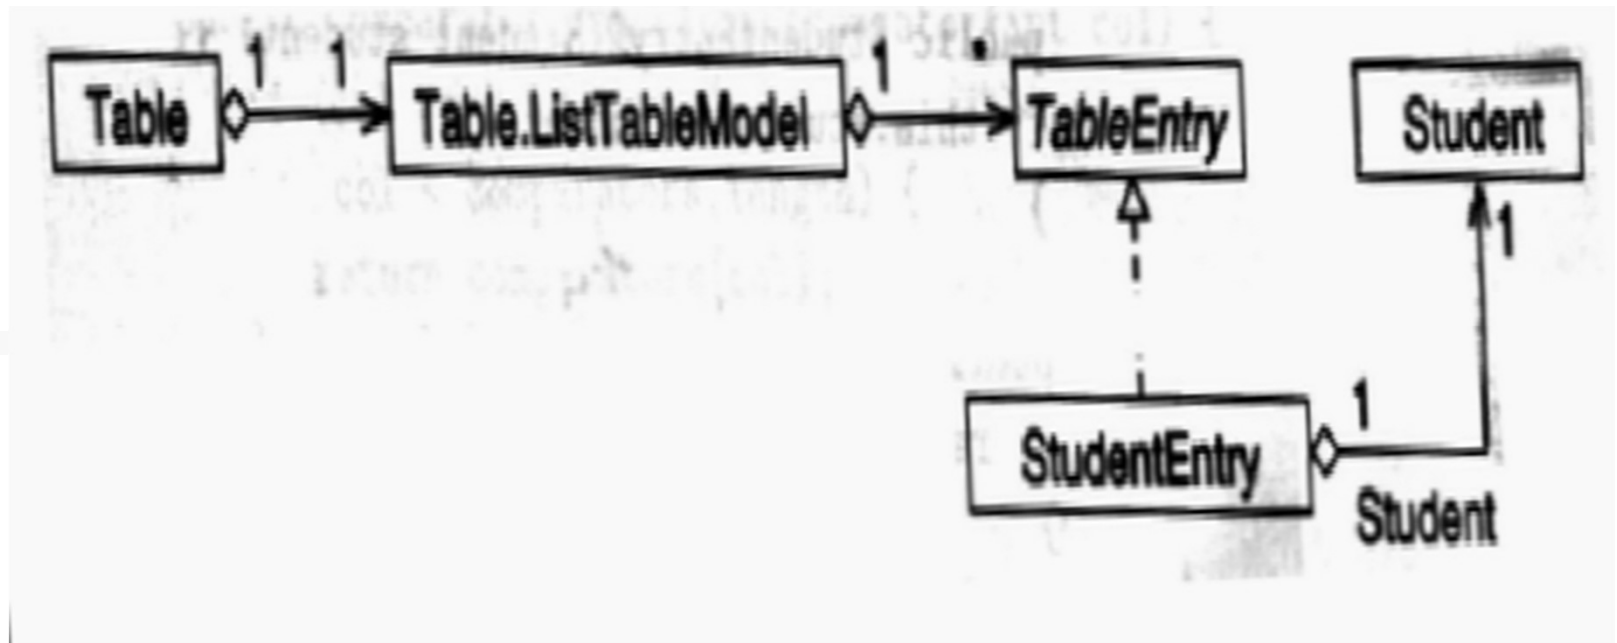 1 1 1 *
Table Table.ListTableModel TableEntry Student
1
1
StudentEntry
Student